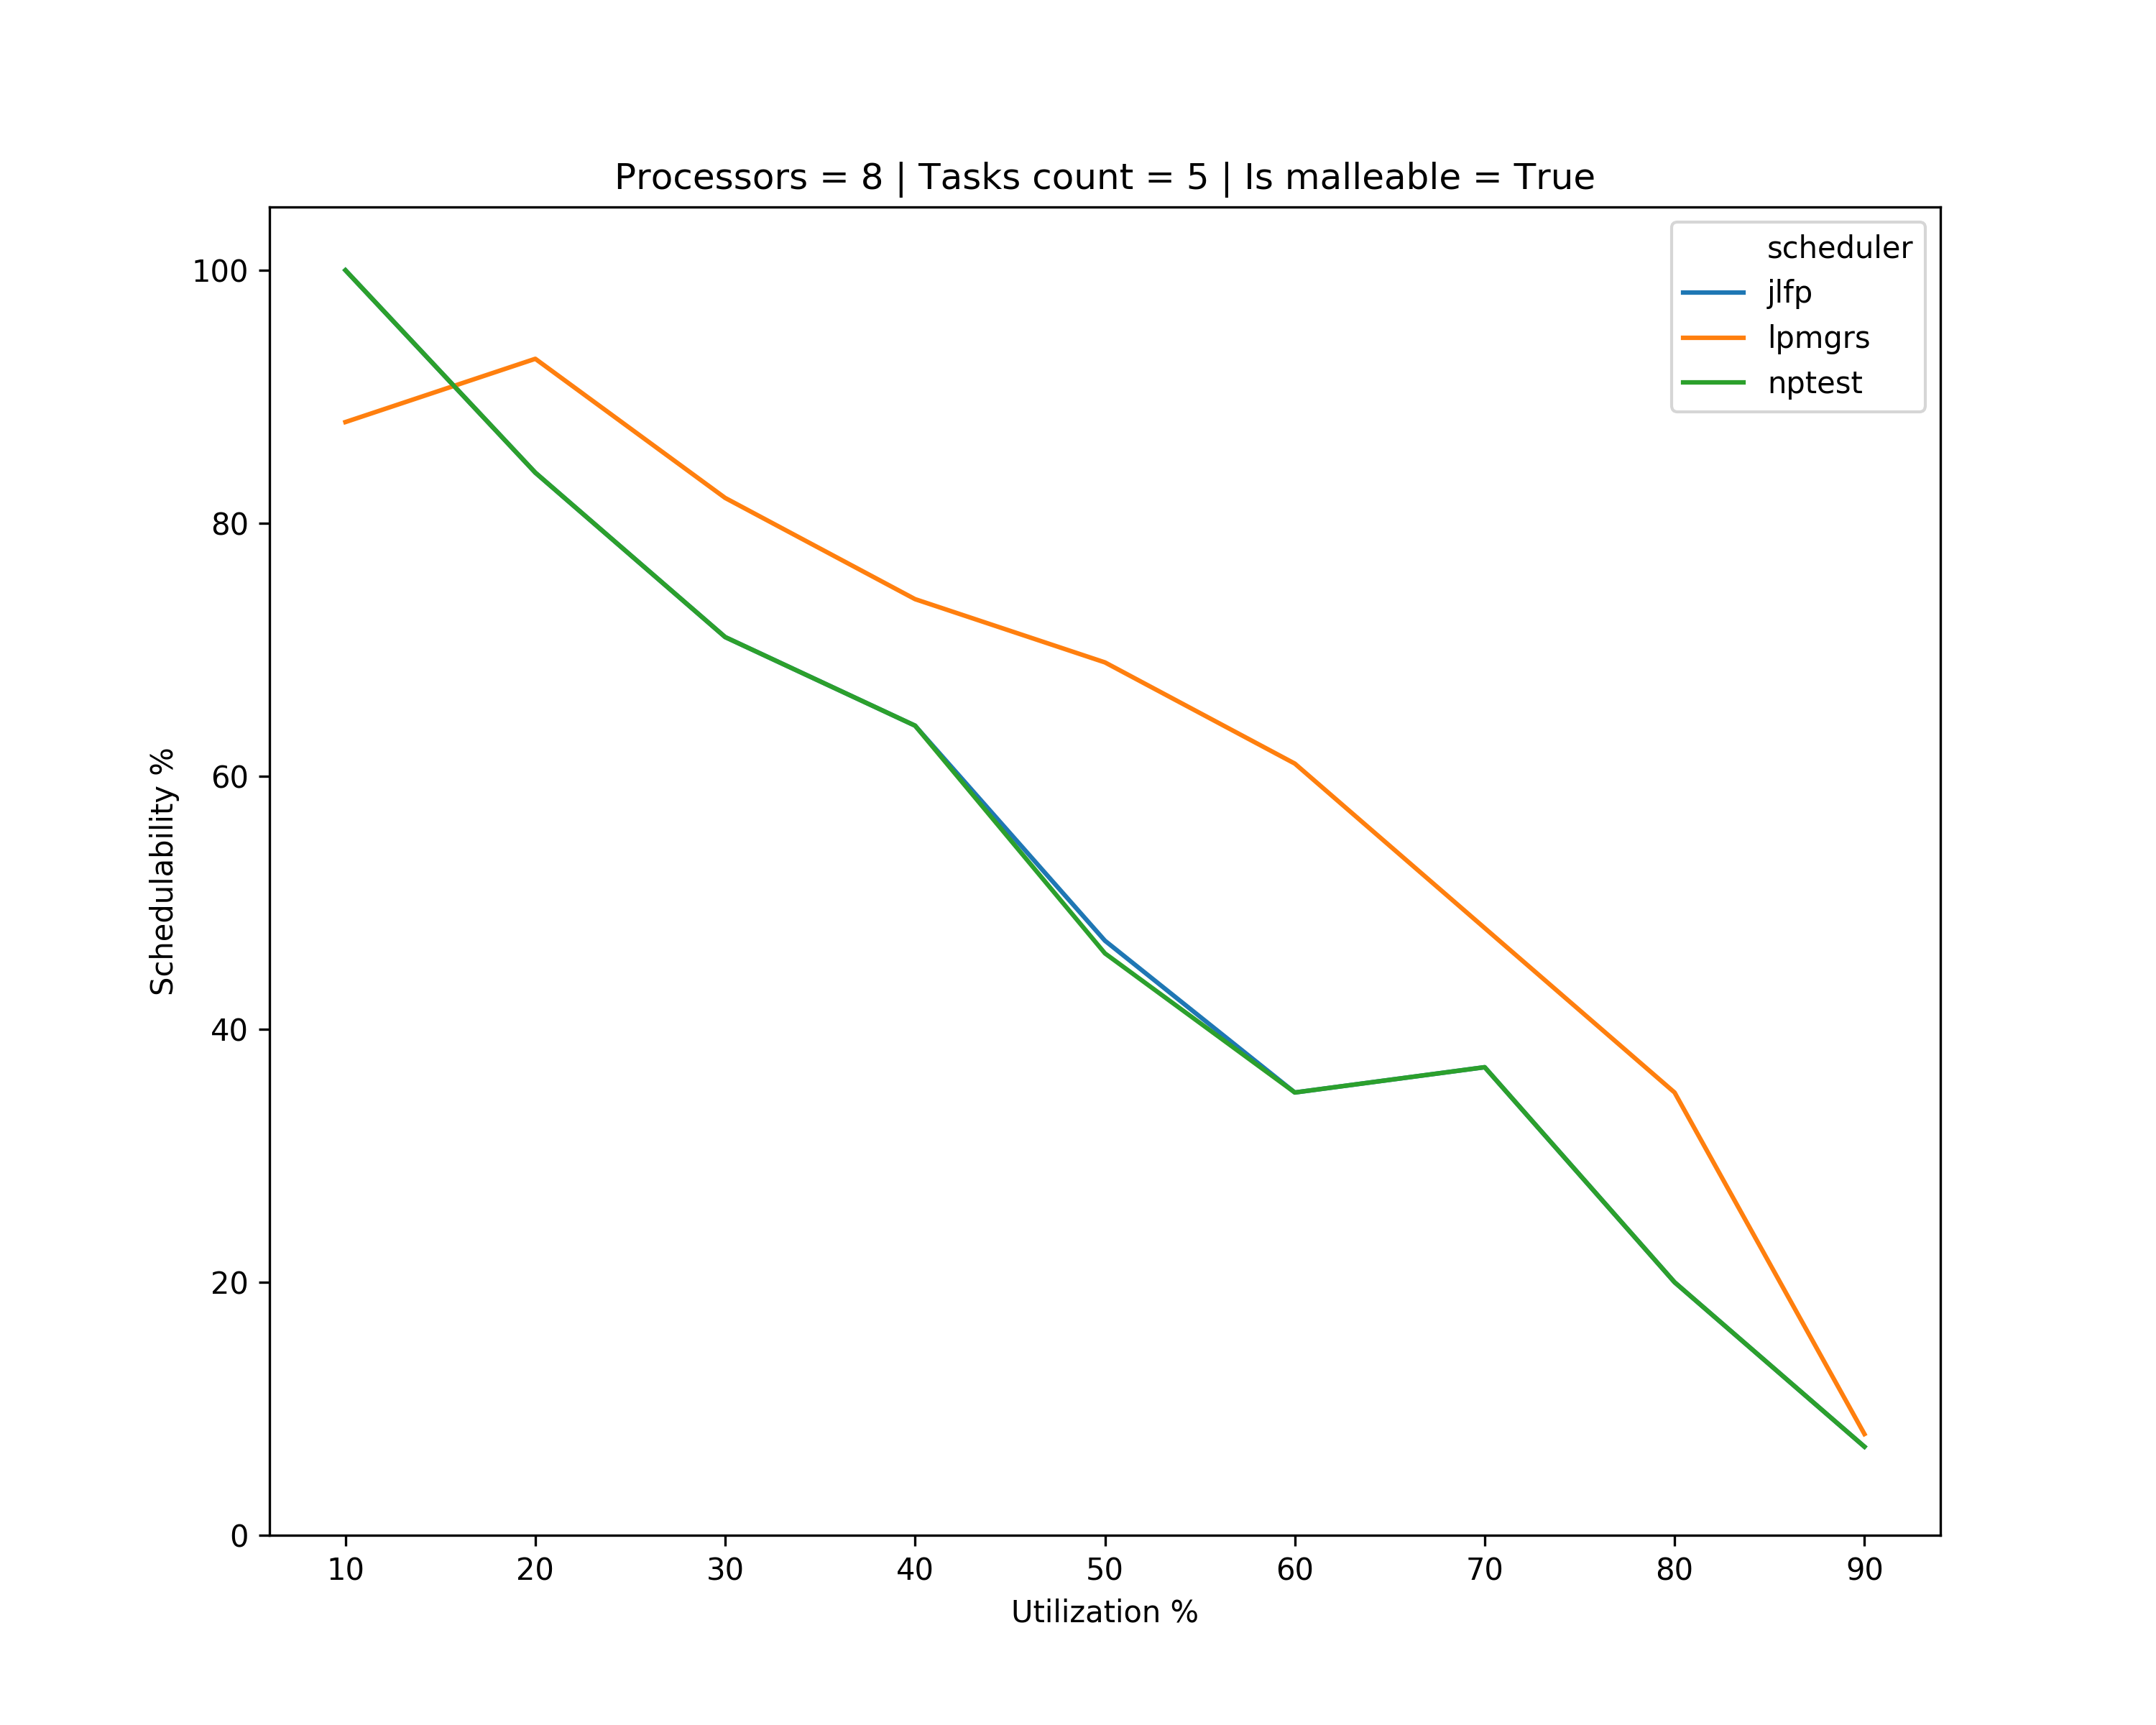 Processors = 8 | Tasks count = 5 | Is malleable = True
scheduler
jlfp
lpmgrs
nptest
Schedulability %
100
80
60
40
20
0
10 20 30 40 50 60 70 80 90
Utilization %